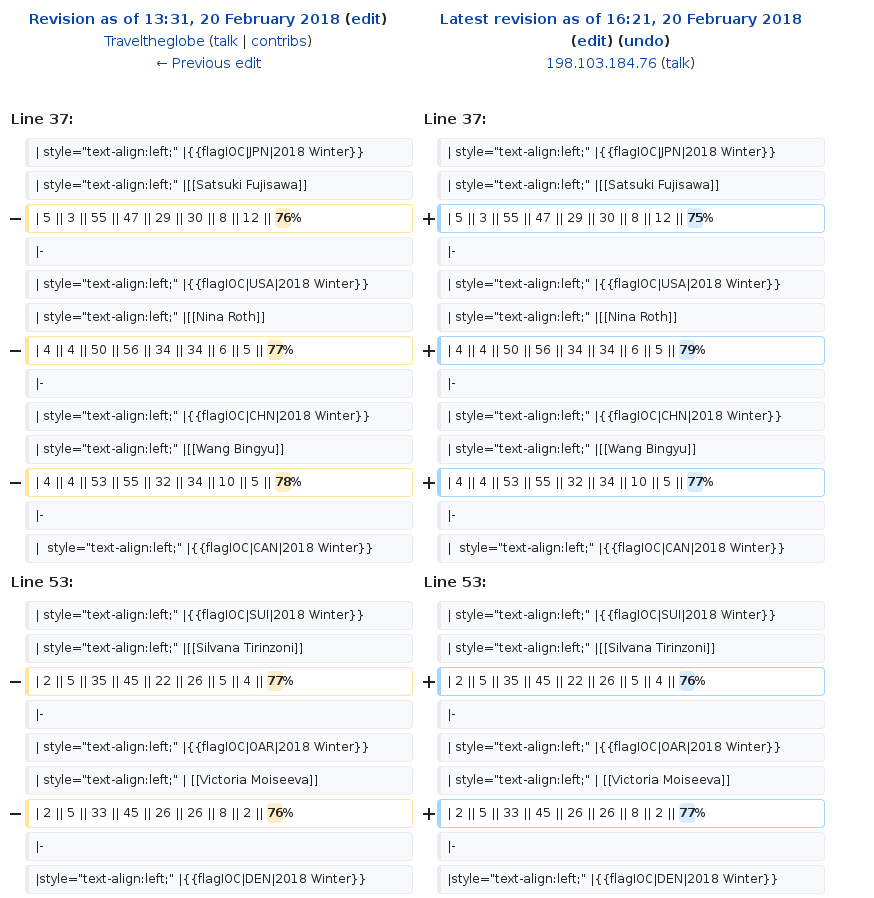 Revision as of 13:31, 20 February 2018 (edit)
Traveltheglobe (talk | contribs)
← Previous edit
Latest revision as of 16:21, 20 February 2018
(edit) (undo)
198.103.184.76 (talk)
Line 37:
Line 37:
| style="text-align:left;" |{{flagIOC|JPN|2018 Winter}}
| style="text-align:left;" |{{flagIOC|JPN|2018 Winter}}
| style="text-align:left;" |[[Satsuki Fujisawa]]
| style="text-align:left;" |[[Satsuki Fujisawa]]
− | 5 || 3 || 55 || 47 || 29 || 30 || 8 || 12 || 76%
+ | 5 || 3 || 55 || 47 || 29 || 30 || 8 || 12 || 75%
|-
|-
| style="text-align:left;" |{{flagIOC|USA|2018 Winter}}
| style="text-align:left;" |{{flagIOC|USA|2018 Winter}}
| style="text-align:left;" |[[Nina Roth]]
| style="text-align:left;" |[[Nina Roth]]
− | 4 || 4 || 50 || 56 || 34 || 34 || 6 || 5 || 77%
+ | 4 || 4 || 50 || 56 || 34 || 34 || 6 || 5 || 79%
|-
|-
| style="text-align:left;" |{{flagIOC|CHN|2018 Winter}}
| style="text-align:left;" |{{flagIOC|CHN|2018 Winter}}
| style="text-align:left;" |[[Wang Bingyu]]
| style="text-align:left;" |[[Wang Bingyu]]
− | 4 || 4 || 53 || 55 || 32 || 34 || 10 || 5 || 78%
+ | 4 || 4 || 53 || 55 || 32 || 34 || 10 || 5 || 77%
|-
|-
|  style="text-align:left;" |{{flagIOC|CAN|2018 Winter}}
|  style="text-align:left;" |{{flagIOC|CAN|2018 Winter}}
Line 53:
Line 53:
| style="text-align:left;" |{{flagIOC|SUI|2018 Winter}}
| style="text-align:left;" |{{flagIOC|SUI|2018 Winter}}
| style="text-align:left;" |[[Silvana Tirinzoni]]
| style="text-align:left;" |[[Silvana Tirinzoni]]
− | 2 || 5 || 35 || 45 || 22 || 26 || 5 || 4 || 77%
+ | 2 || 5 || 35 || 45 || 22 || 26 || 5 || 4 || 76%
|-
|-
| style="text-align:left;" |{{flagIOC|OAR|2018 Winter}}
| style="text-align:left;" |{{flagIOC|OAR|2018 Winter}}
| style="text-align:left;" | [[Victoria Moiseeva]]
| style="text-align:left;" | [[Victoria Moiseeva]]
− | 2 || 5 || 33 || 45 || 26 || 26 || 8 || 2 || 76%
+ | 2 || 5 || 33 || 45 || 26 || 26 || 8 || 2 || 77%
|-
|-
|style="text-align:left;" |{{flagIOC|DEN|2018 Winter}}
|style="text-align:left;" |{{flagIOC|DEN|2018 Winter}}